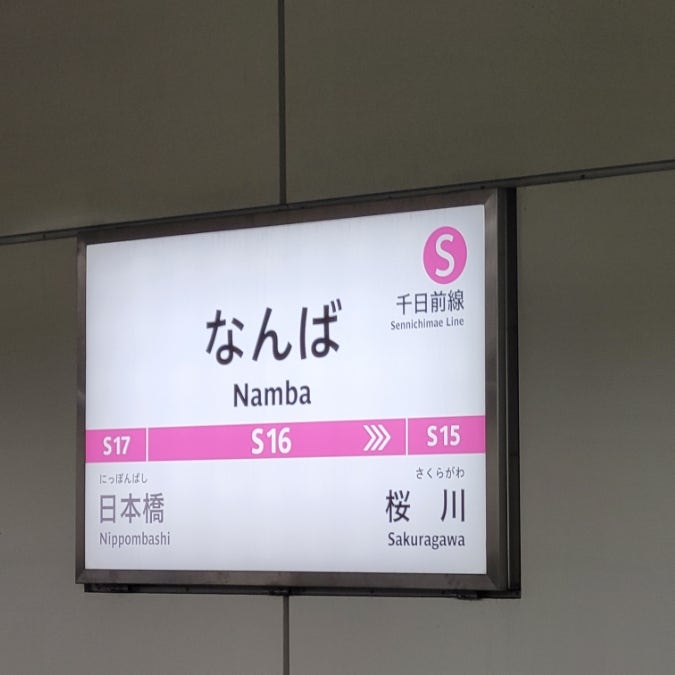 S
千日前線
Sennichimae Line
なんば
Namba
S17 S16 S15
にっぽんばし
日本橋
Nippombashi
さくらがわ
桜 川
Sakuragawa